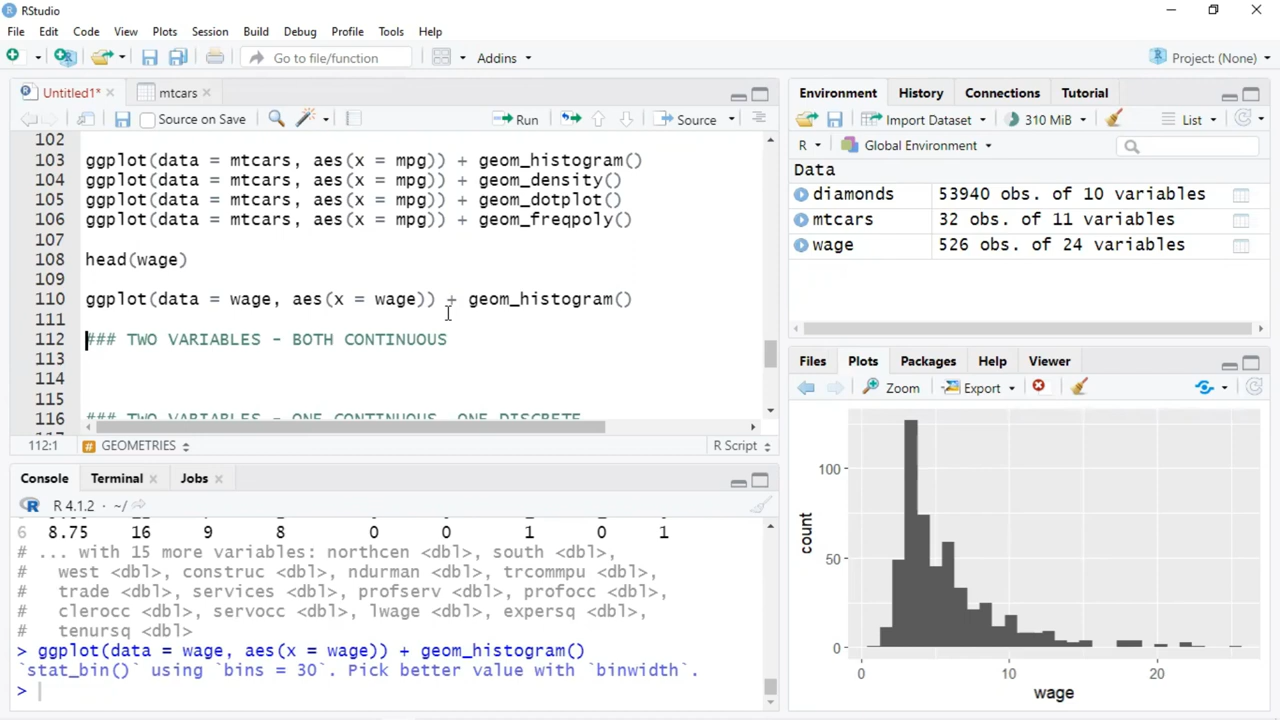 RStudio
File Edit Code View Plots Session Build Debug Profile Tools Help
Go to file/function Addins Project: (None)
Untitled1* mtcars
Source on Save Run Source
102
103 ggplot(data = mtcars, aes(x = mpg)) + geom_histogram()
104 ggplot(data = mtcars, aes(x = mpg)) + geom_density()
105 ggplot(data = mtcars, aes(x = mpg)) + geom_dotplot()
106 ggplot(data = mtcars, aes(x = mpg)) + geom_freqpoly()
107
108 head(wage)
109
110 ggplot(data = wage, aes(x = wage)) + geom_histogram()
111
112 ### TWO VARIABLES - BOTH CONTINUOUS
113
114
115
116 ### TWO VARIABLES - ONE CONTINUOUS, ONE DISCRETE
112:1 # GEOMETRIES R Script
Console Terminal Jobs
R R 4.1.2 · ~/
6 8.75 16 9 8 0 0 1 0 1
# ... with 15 more variables: northcen <dbl>, south <dbl>,
# west <dbl>, construc <dbl>, ndurman <dbl>, trcommpu <dbl>,
# trade <dbl>, services <dbl>, profserv <dbl>, profocc <dbl>,
# clerocc <dbl>, servocc <dbl>, lwage <dbl>, expersq <dbl>,
# tenursq <dbl>
> ggplot(data = wage, aes(x = wage)) + geom_histogram()
`stat_bin()` using `bins = 30`. Pick better value with `binwidth`.
>
Environment History Connections Tutorial
Import Dataset 310 MiB List
R Global Environment
Data
diamonds 53940 obs. of 10 variables
mtcars 32 obs. of 11 variables
wage 526 obs. of 24 variables
Files Plots Packages Help Viewer
Zoom Export
100
50
0
count
0 10 20
wage